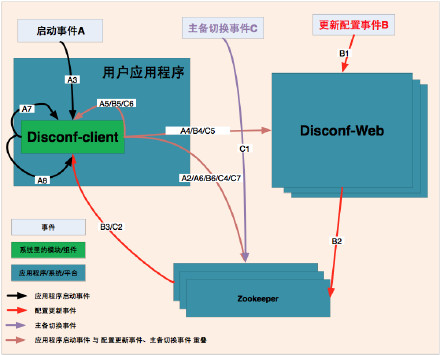 启动事件A
主备切换事件C
更新配置事件B
B1
A3
用户应用程序
A5/B5/C6
A7
Disconf-client
A4/B4/C5
Disconf-Web
C1
A8
A2/A6/B6/C4/C7
B3/C2
B2
事件
系统里的模块/组件
应用程序/系统/平台
Zookeeper
应用程序启动事件
配置更新事件
主备切换事件
应用程序启动事件 与 配置更新事件、主备切换事件 重叠